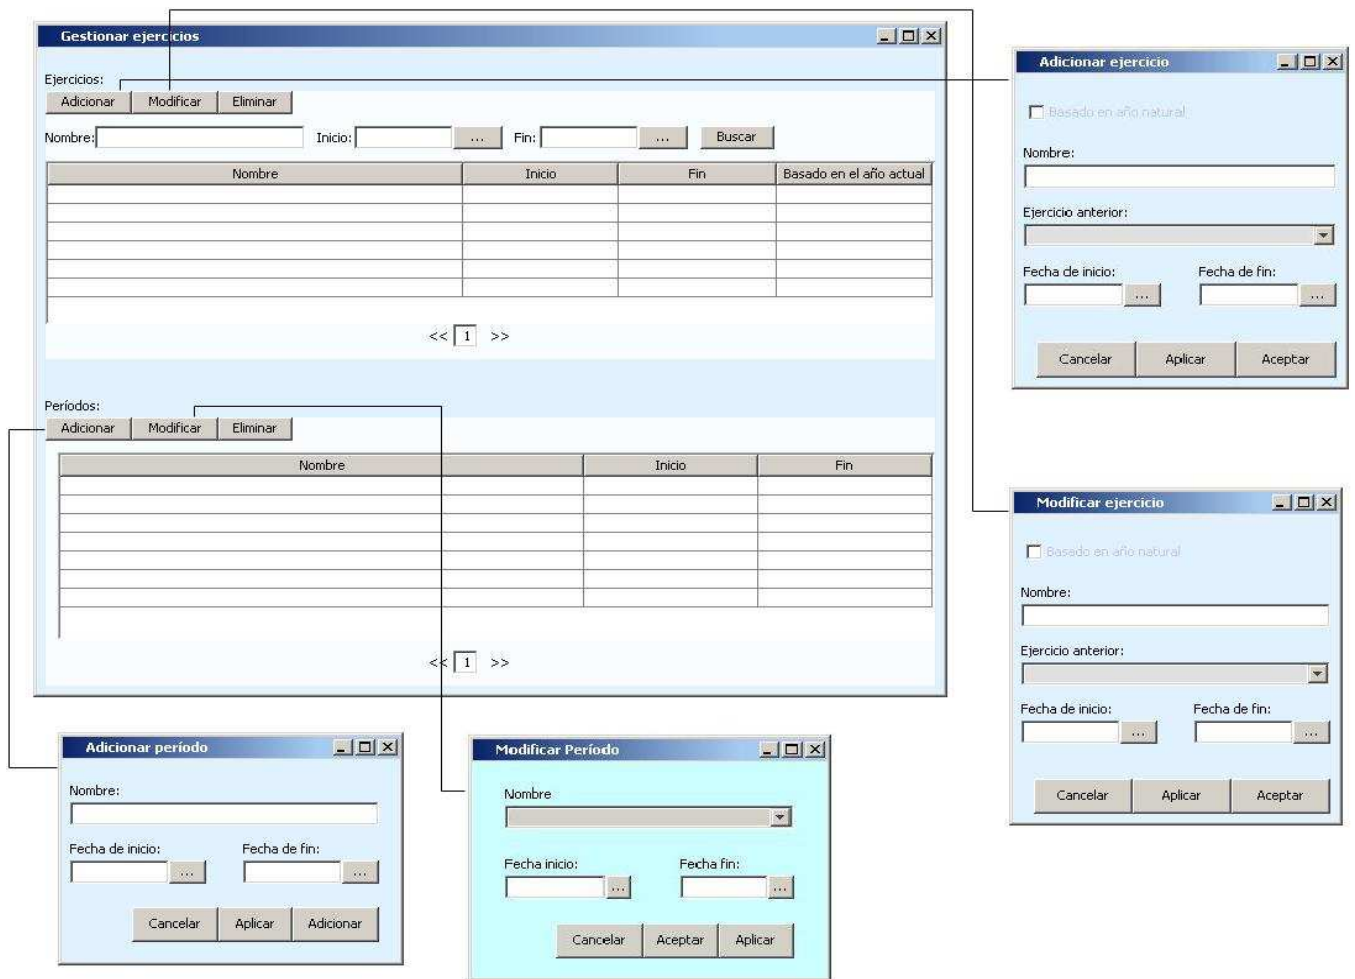 Gestionar ejercicios
Ejercicios:
Adicionar Modificar Eliminar
Nombre: Inicio: ... Fin: ... Buscar
Nombre Inicio Fin Basado en el año actual
<< 1 >>
Períodos:
Adicionar Modificar Eliminar
Nombre Inicio Fin
<< 1 >>
Adicionar ejercicio
Basado en año natural
Nombre:
Ejercicio anterior:
Fecha de inicio: Fecha de fin:
... ...
Cancelar Aplicar Aceptar
Modificar ejercicio
Basado en año natural
Nombre:
Ejercicio anterior:
Fecha de inicio: Fecha de fin:
... ...
Cancelar Aplicar Aceptar
Adicionar período
Nombre:
Fecha de inicio: Fecha de fin:
... ...
Cancelar Aplicar Adicionar
Modificar Período
Nombre
Fecha inicio: Fecha fin:
... ...
Cancelar Aceptar Aplicar